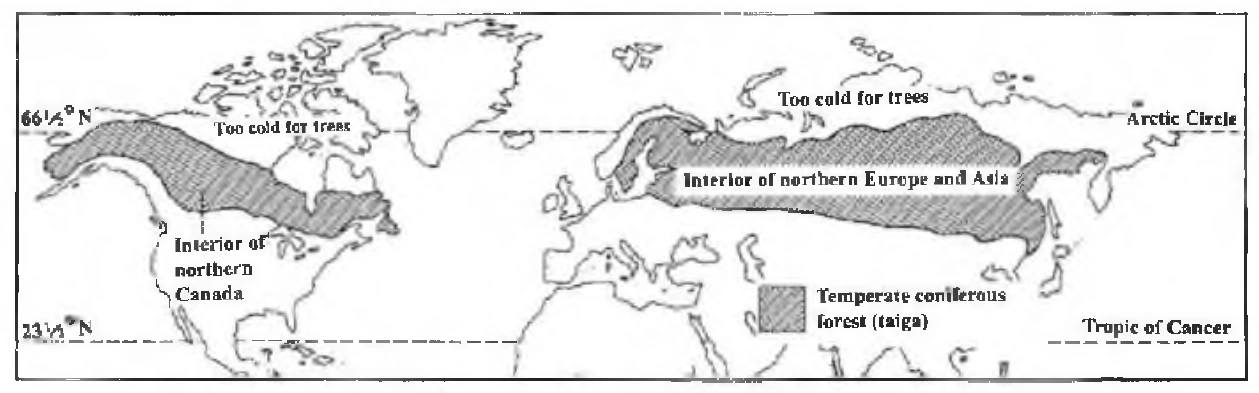 66½° N
Too cold for trees
Too cold for trees
Arctic Circle
Interior of northern Europe and Asia
Interior of
northern
Canada
Temperate coniferous
forest (taiga)
23½° N
Tropic of Cancer